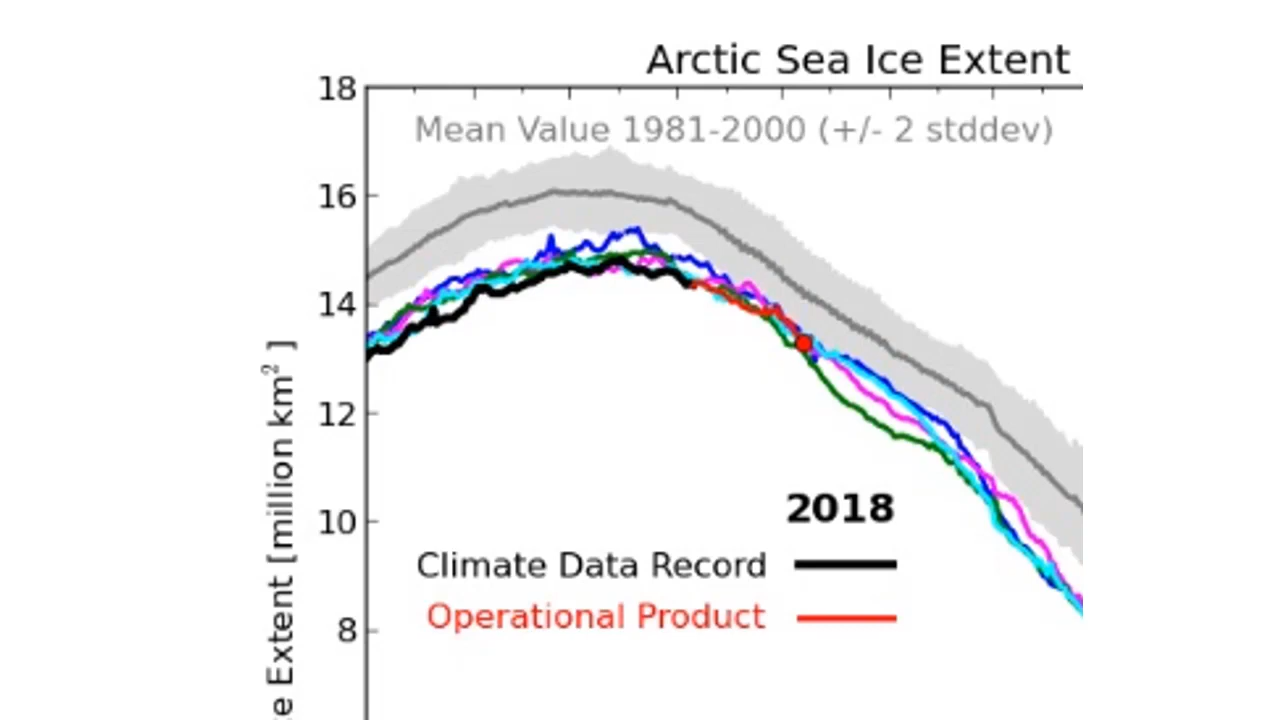 Arctic Sea Ice Extent
18
Mean Value 1981-2000 (+/- 2 stddev)
16
14
12
10
8
Extent [million km² ]
2018
Climate Data Record
Operational Product